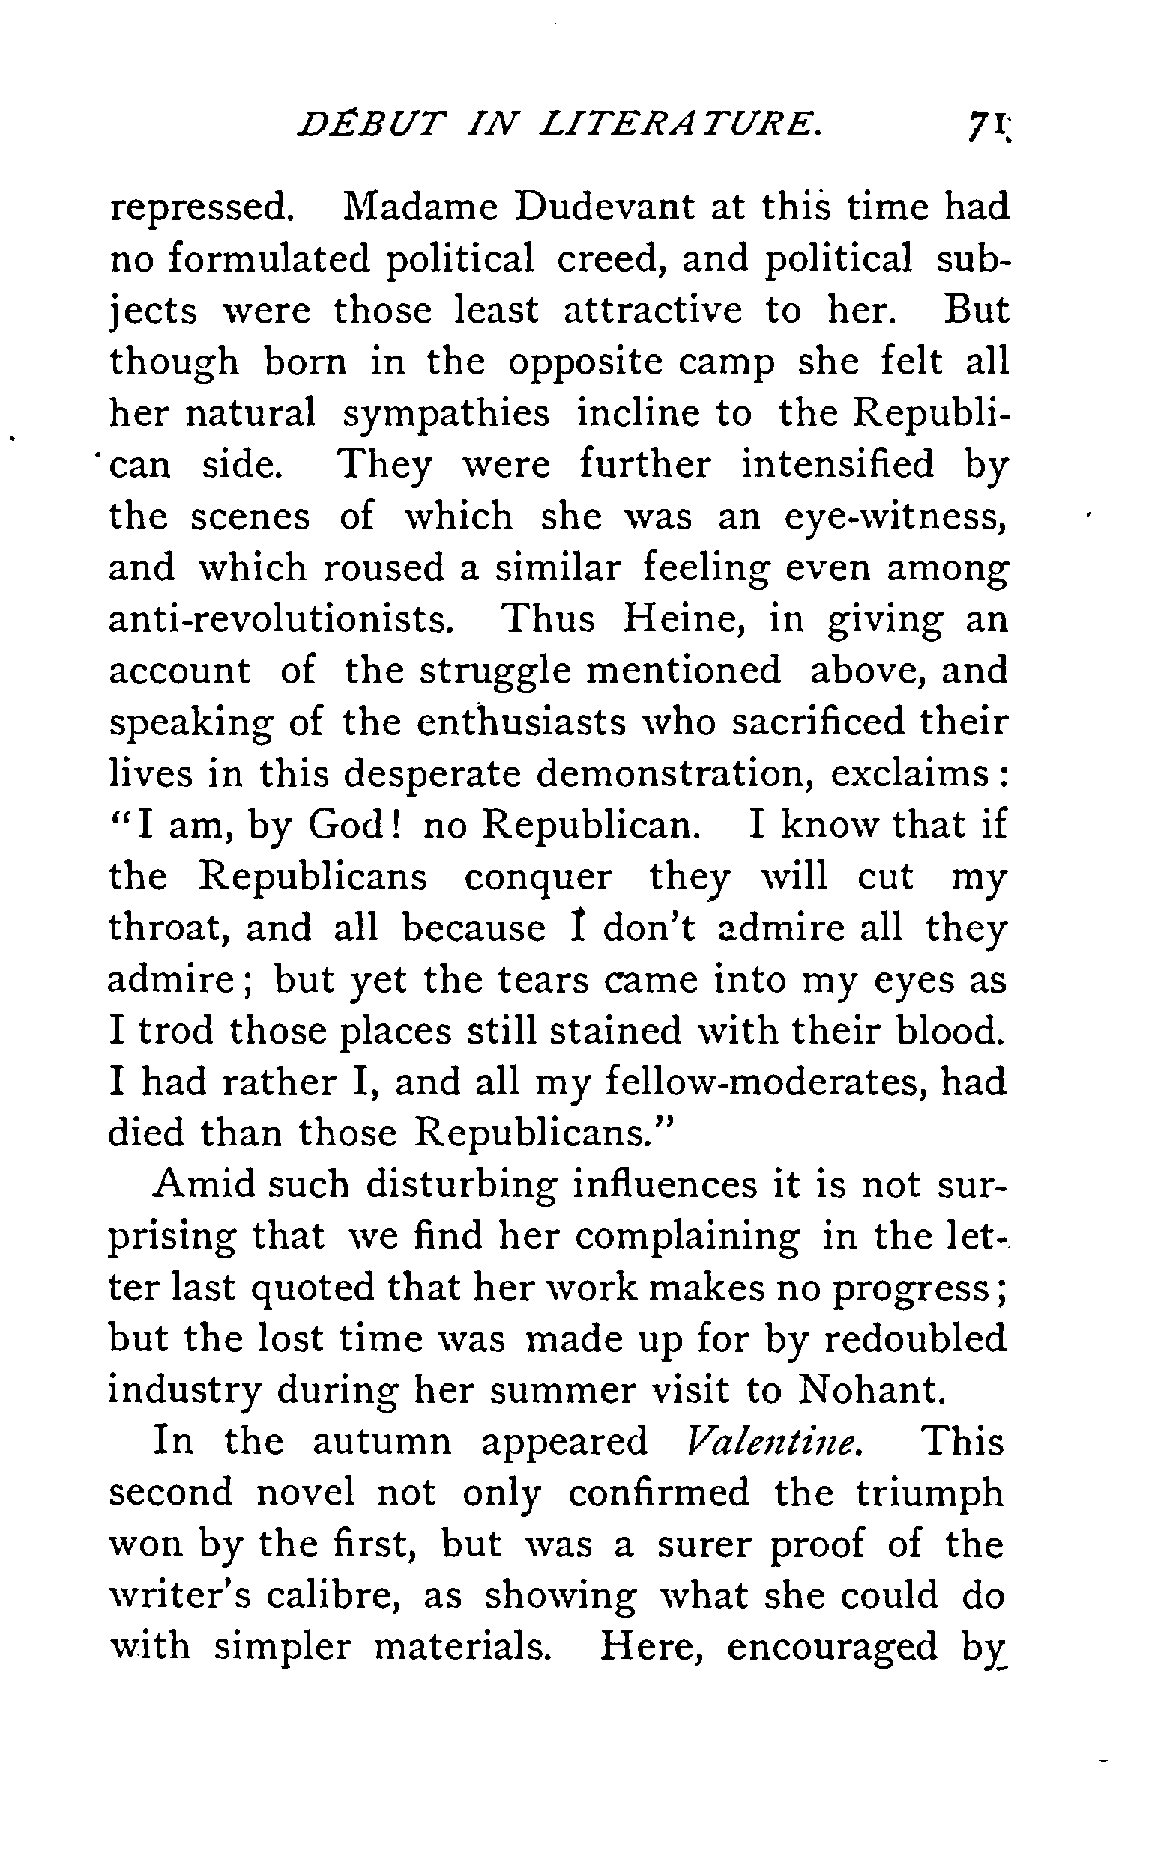 DÉBUT IN LITERATURE. 71
repressed. Madame Dudevant at this time had
no formulated political creed, and political sub-
jects were those least attractive to her. But
though born in the opposite camp she felt all
her natural sympathies incline to the Republi-
can side. They were further intensified by
the scenes of which she was an eye-witness,
and which roused a similar feeling even among
anti-revolutionists. Thus Heine, in giving an
account of the struggle mentioned above, and
speaking of the enthusiasts who sacrificed their
lives in this desperate demonstration, exclaims :
"I am, by God! no Republican. I know that if
the Republicans conquer they will cut my
throat, and all because I don't admire all they
admire; but yet the tears came into my eyes as
I trod those places still stained with their blood.
I had rather I, and all my fellow-moderates, had
died than those Republicans."
Amid such disturbing influences it is not sur-
prising that we find her complaining in the let-
ter last quoted that her work makes no progress;
but the lost time was made up for by redoubled
industry during her summer visit to Nohant.
In the autumn appeared Valentine. This
second novel not only confirmed the triumph
won by the first, but was a surer proof of the
writer's calibre, as showing what she could do
with simpler materials. Here, encouraged by